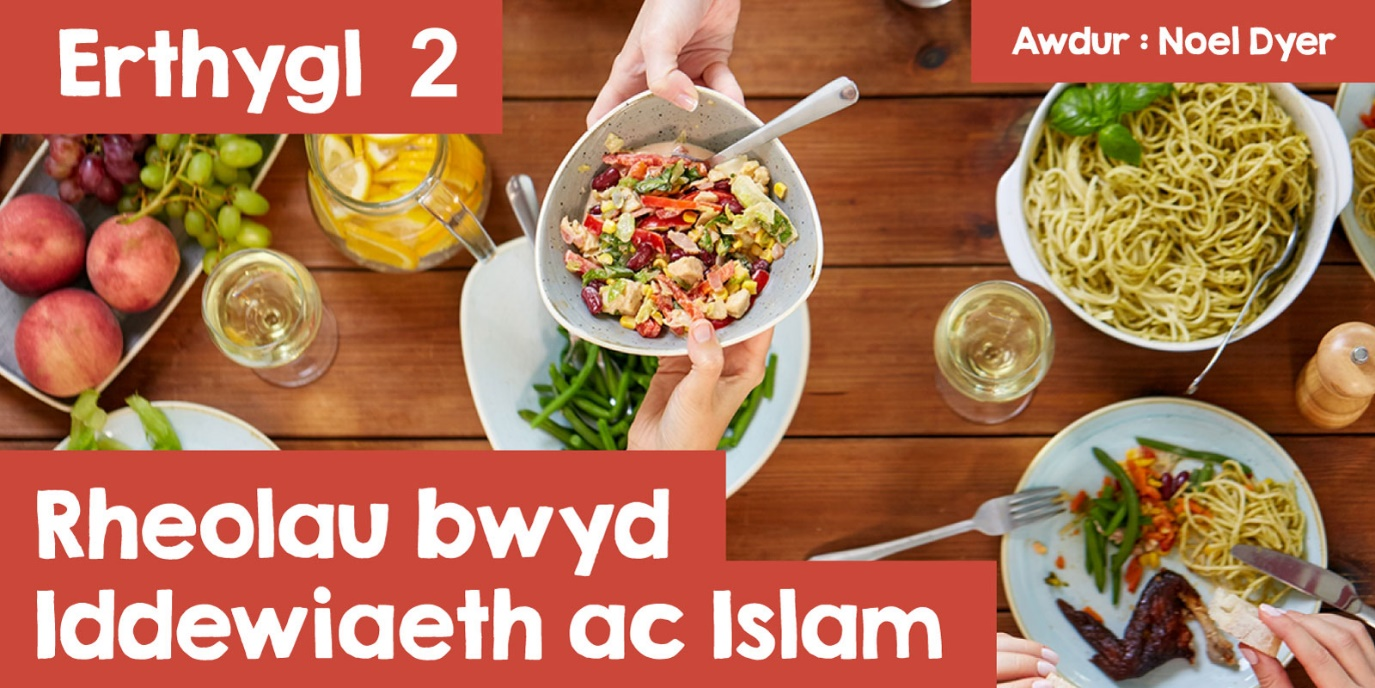 Erthygl 2
Awdur : Noel Dyer
Rheolau bwyd
Iddewiaeth ac Islam